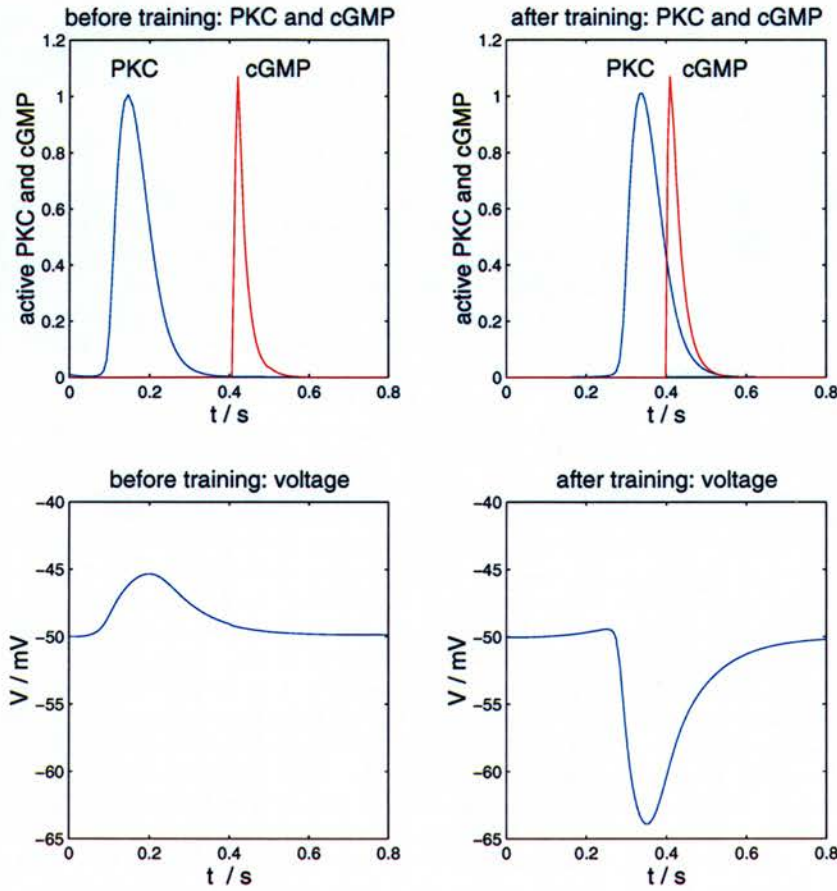 before training: PKC and cGMP
1.2
1
0.8
0.6
0.4
0.2
0
active PKC and cGMP
PKC
cGMP
0
0.2
0.4
0.6
0.8
t / s
after training: PKC and cGMP
1.2
1
0.8
0.6
0.4
0.2
0
active PKC and cGMP
PKC
cGMP
0
0.2
0.4
0.6
0.8
t / s
before training: voltage
−40
−45
−50
−55
−60
−65
V / mV
0
0.2
0.4
0.6
0.8
t / s
after training: voltage
−40
−45
−50
−55
−60
−65
V / mV
0
0.2
0.4
0.6
0.8
t / s